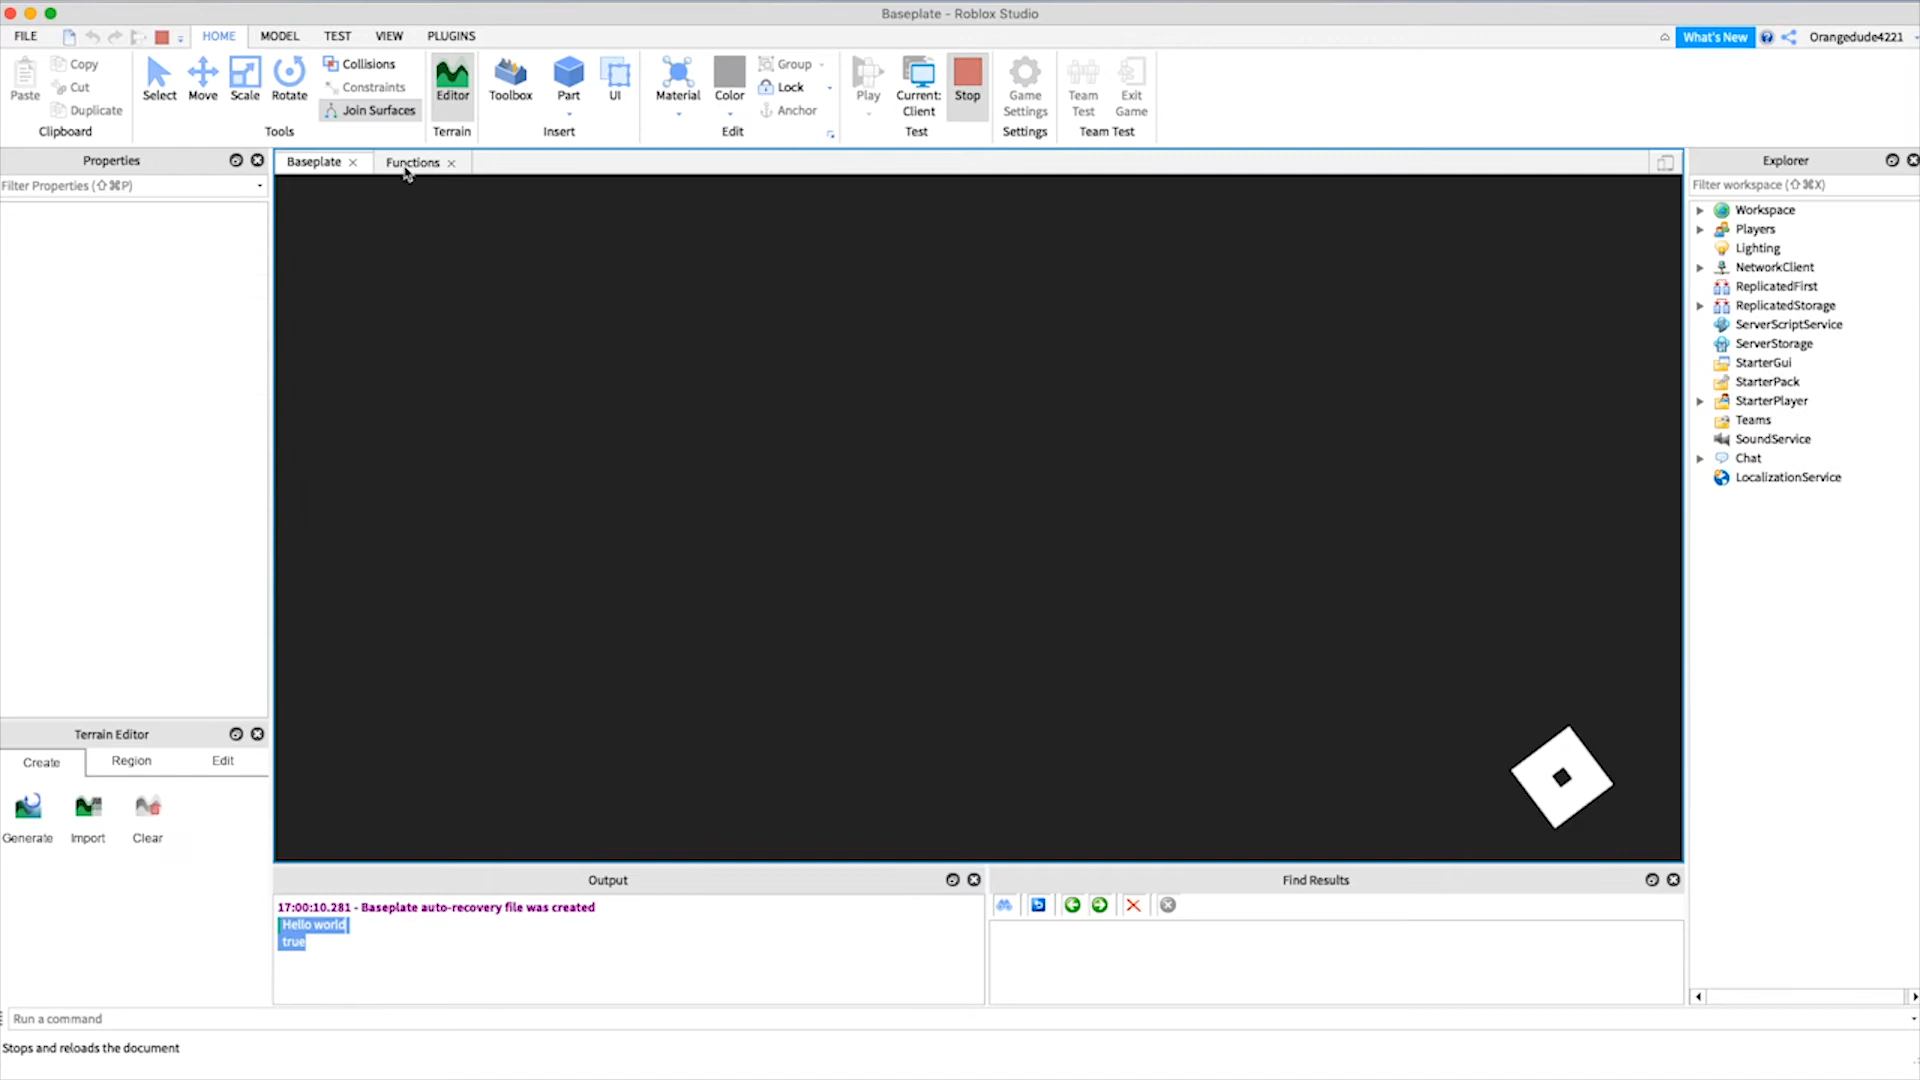 Baseplate - Roblox Studio
FILE HOME MODEL TEST VIEW PLUGINS What's New Orangedude4221
Paste Copy Cut Duplicate Clipboard
Select Move Scale Rotate Collisions Constraints Join Surfaces Tools
Editor Terrain
Toolbox Part UI Insert
Material Color Group Lock Anchor Edit
Play Current: Client Stop Test
Game Settings Settings
Team Test Exit Game Team Test
Properties
Filter Properties (⇧⌘P)
Baseplate Functions
Explorer
Filter workspace (⇧⌘X)
Workspace
Players
Lighting
NetworkClient
ReplicatedFirst
ReplicatedStorage
ServerScriptService
ServerStorage
StarterGui
StarterPack
StarterPlayer
Teams
SoundService
Chat
LocalizationService
Terrain Editor
Create Region Edit
Generate Import Clear
Output
17:00:10.281 - Baseplate auto-recovery file was created
Hello world
true
Find Results
Run a command
Stops and reloads the document